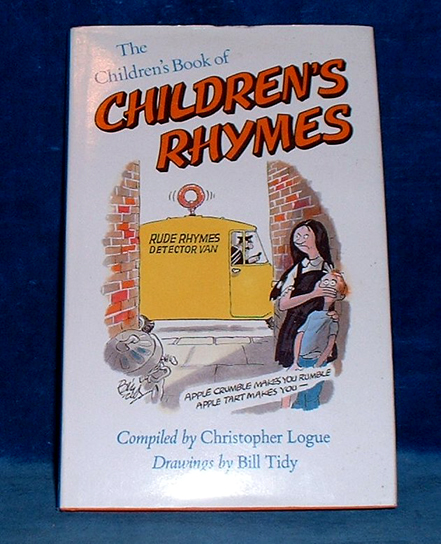 The
Children's Book of
CHILDREN'S
RHYMES
RUDE RHYMES
DETECTOR VAN
APPLE CRUMBLE MAKES YOU RUMBLE
APPLE TART MAKES YOU —
Compiled by Christopher Logue
Drawings by Bill Tidy